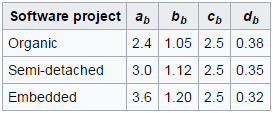 Software project a_b b_b c_b d_b
Organic 2.4 1.05 2.5 0.38
Semi-detached 3.0 1.12 2.5 0.35
Embedded 3.6 1.20 2.5 0.32